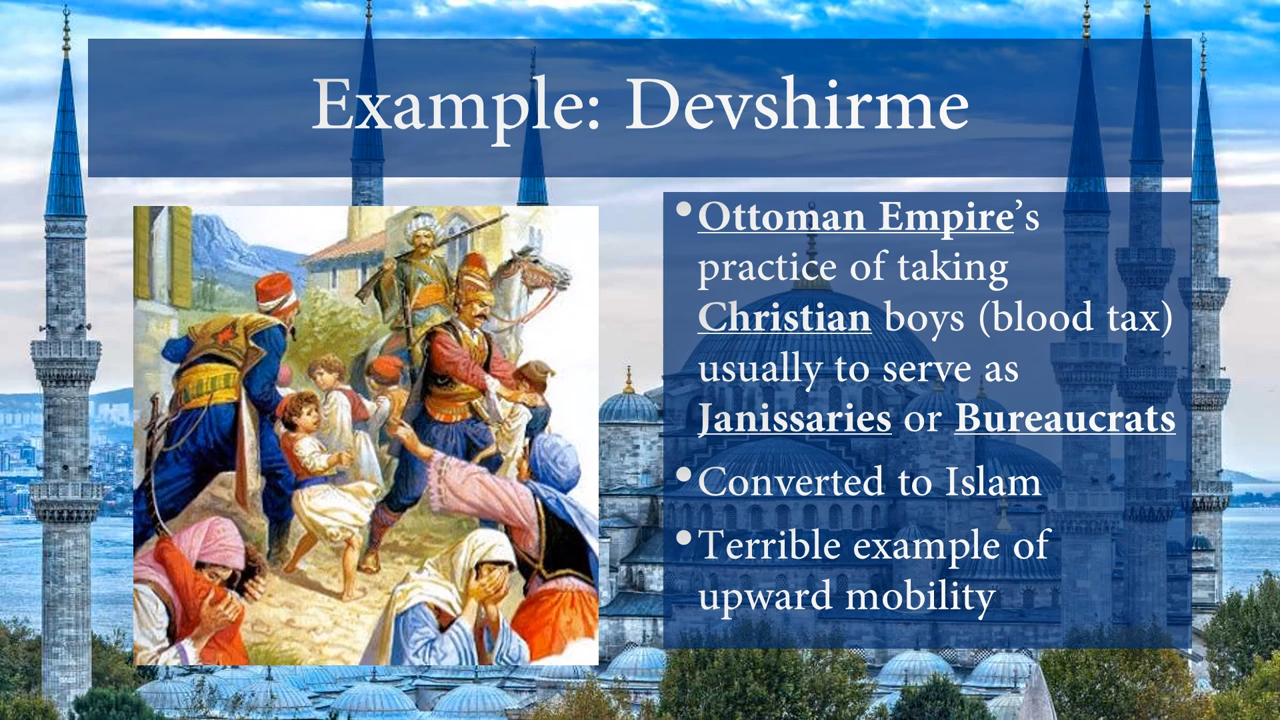 Example: Devshirme
•Ottoman Empire’s
practice of taking
Christian boys (blood tax)
usually to serve as
Janissaries or Bureaucrats
•Converted to Islam
•Terrible example of
upward mobility